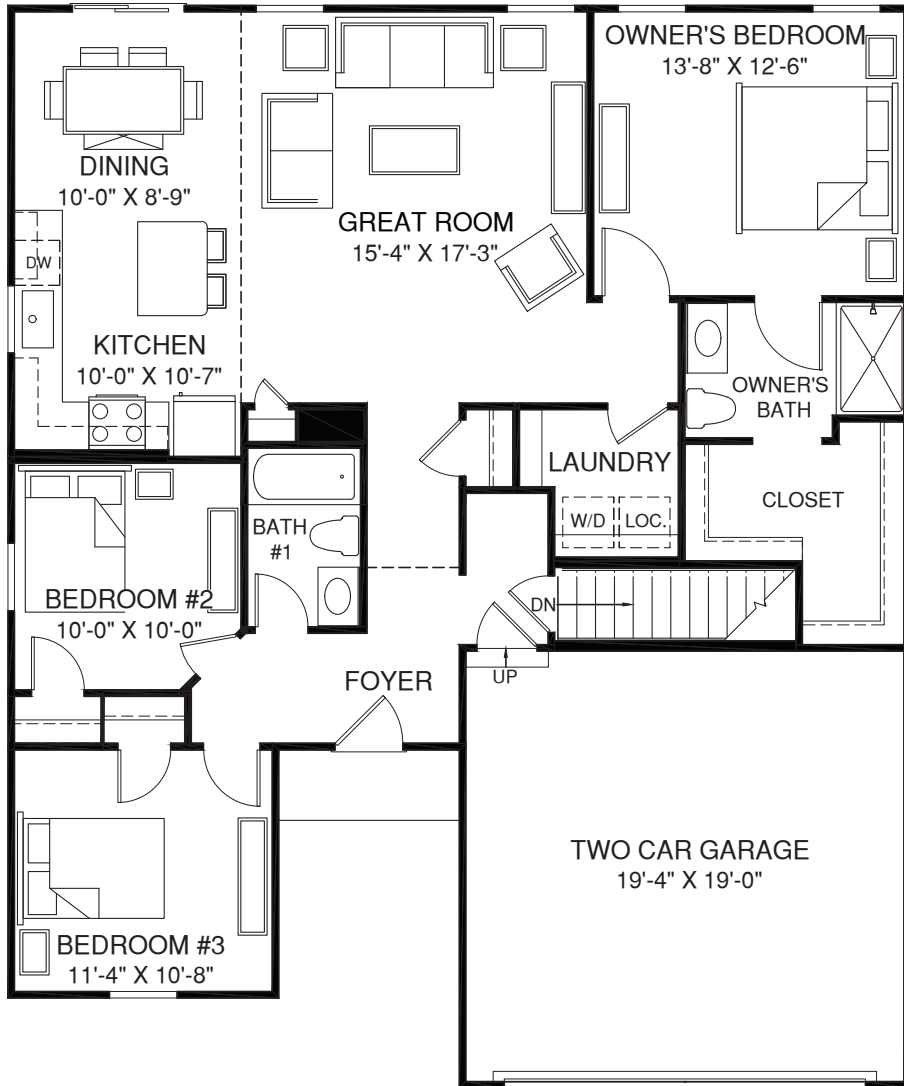 OWNER'S BEDROOM
13'-8" X 12'-6"
DINING
10'-0" X 8'-9"
GREAT ROOM
15'-4" X 17'-3"
DW
KITCHEN
10'-0" X 10'-7"
OWNER'S
BATH
LAUNDRY
CLOSET
W/D
LOC.
BATH
#1
BEDROOM #2
10'-0" X 10'-0"
DN
FOYER
UP
TWO CAR GARAGE
19'-4" X 19'-0"
BEDROOM #3
11'-4" X 10'-8"